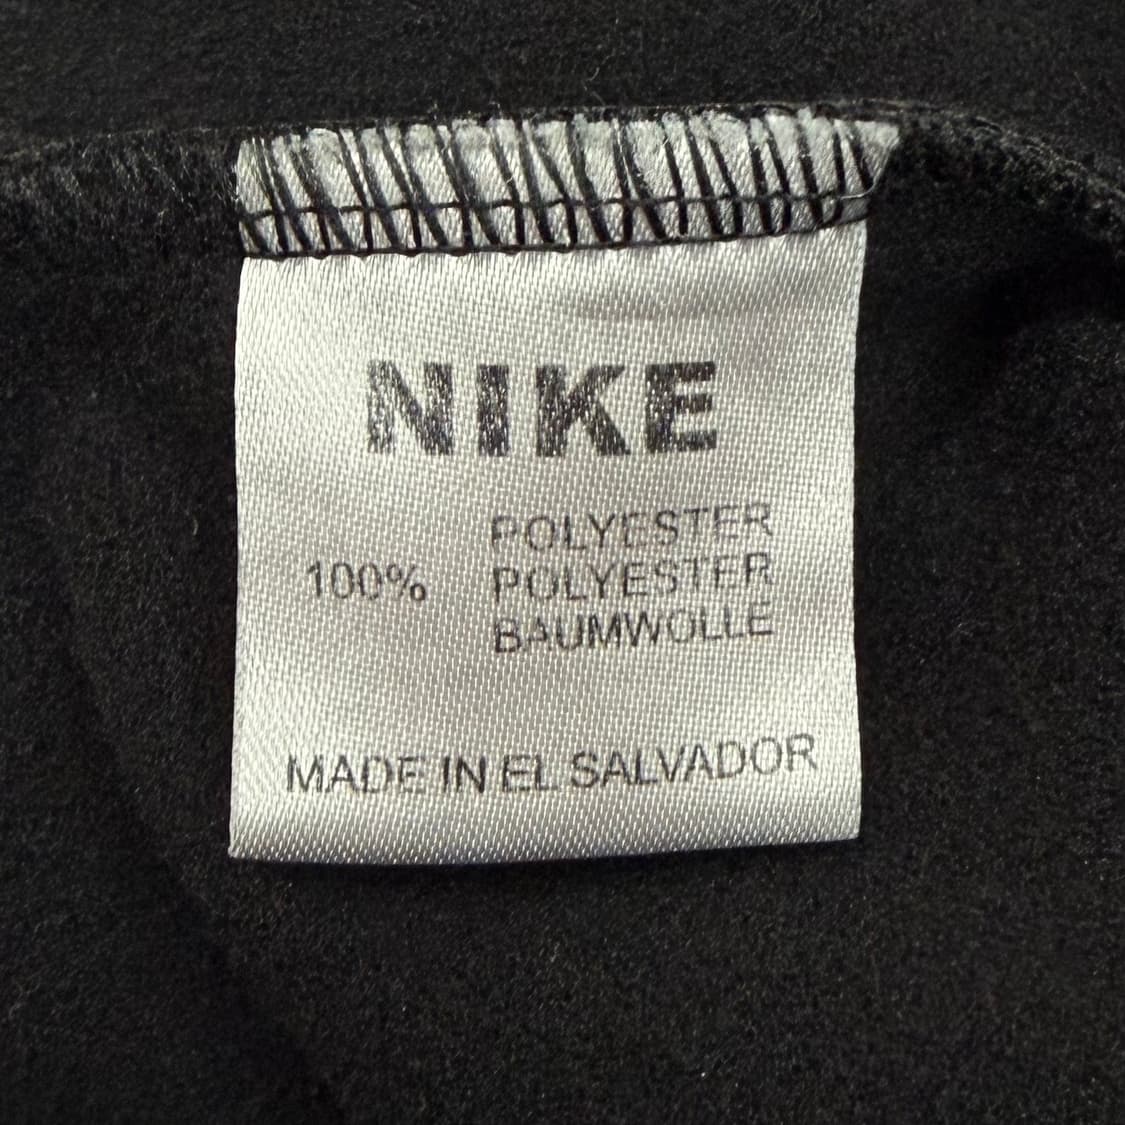 NIKE
POLYESTER
100% POLYESTER
BAUMWOLLE
MADE IN EL SALVADOR